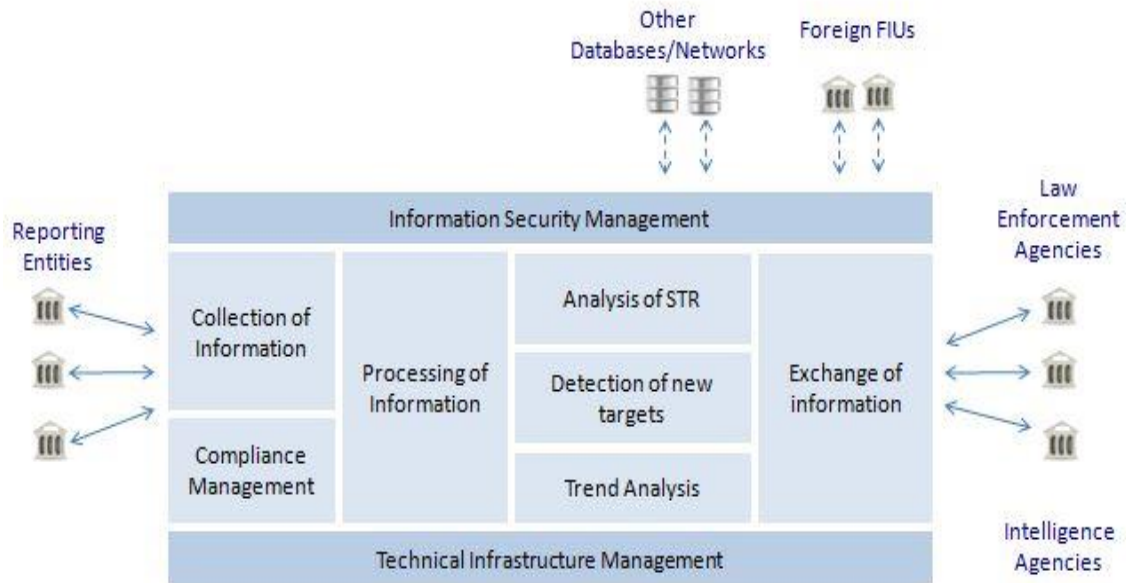 Other
Databases/Networks
Foreign FIUs
Information Security Management
Reporting
Entities
Law
Enforcement
Agencies
Collection of
Information
Compliance
Management
Processing of
Information
Analysis of STR
Detection of new
targets
Trend Analysis
Exchange of
information
Technical Infrastructure Management
Intelligence
Agencies